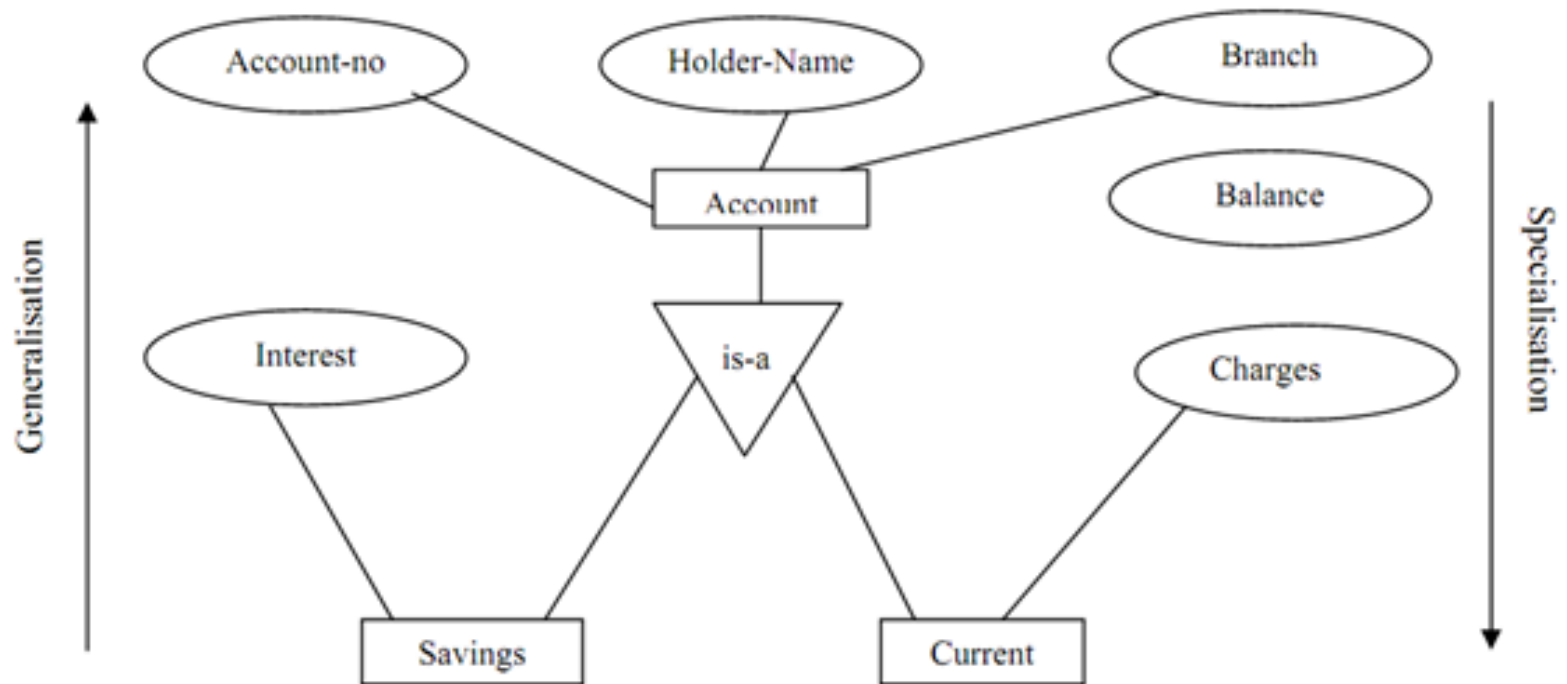 Account-no
Holder-Name
Branch
Account
Balance
Generalisation
Specialisation
Interest
is-a
Charges
Savings
Current